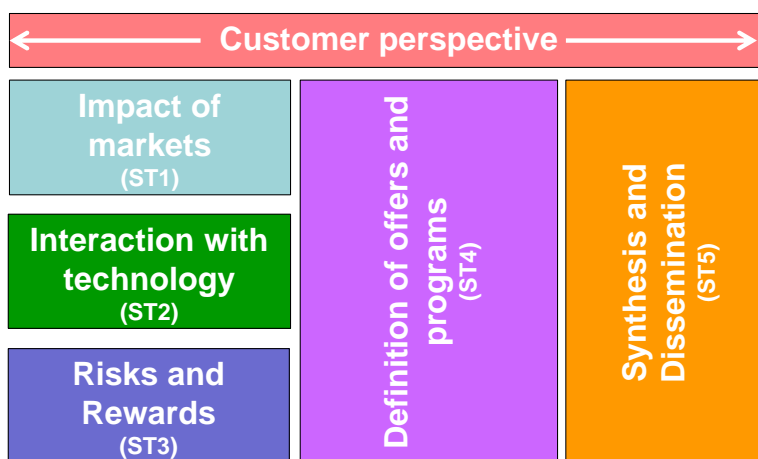 Customer perspective
Impact of
markets
(ST1)
Interaction with
technology
(ST2)
Risks and
Rewards
(ST3)
Definition of offers and
programs
(ST4)
Synthesis and
Dissemination
(ST5)